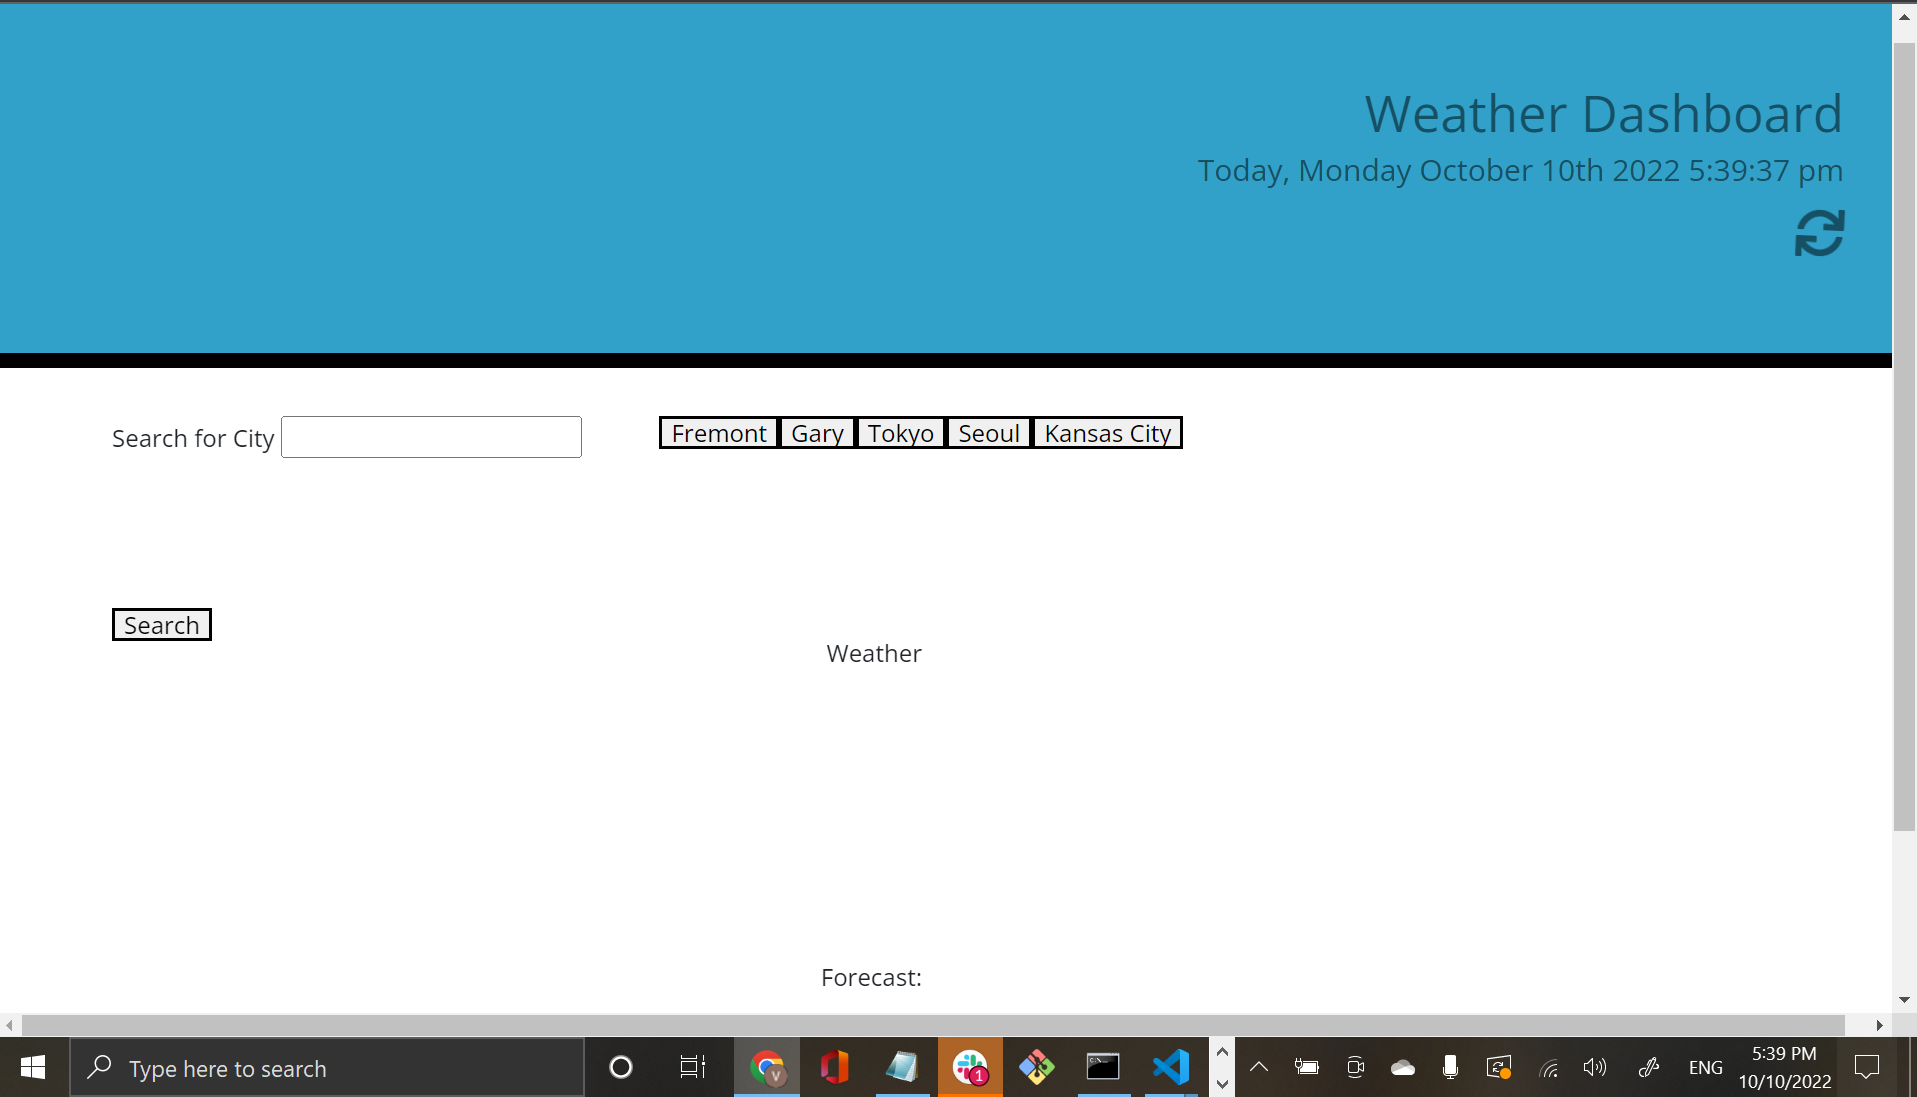 Weather Dashboard
Today, Monday October 10th 2022 5:39:37 pm
Search for City
Fremont Gary Tokyo Seoul Kansas City
Search
Weather
Forecast:
Type here to search
V
1
ENG
5:39 PM
10/10/2022